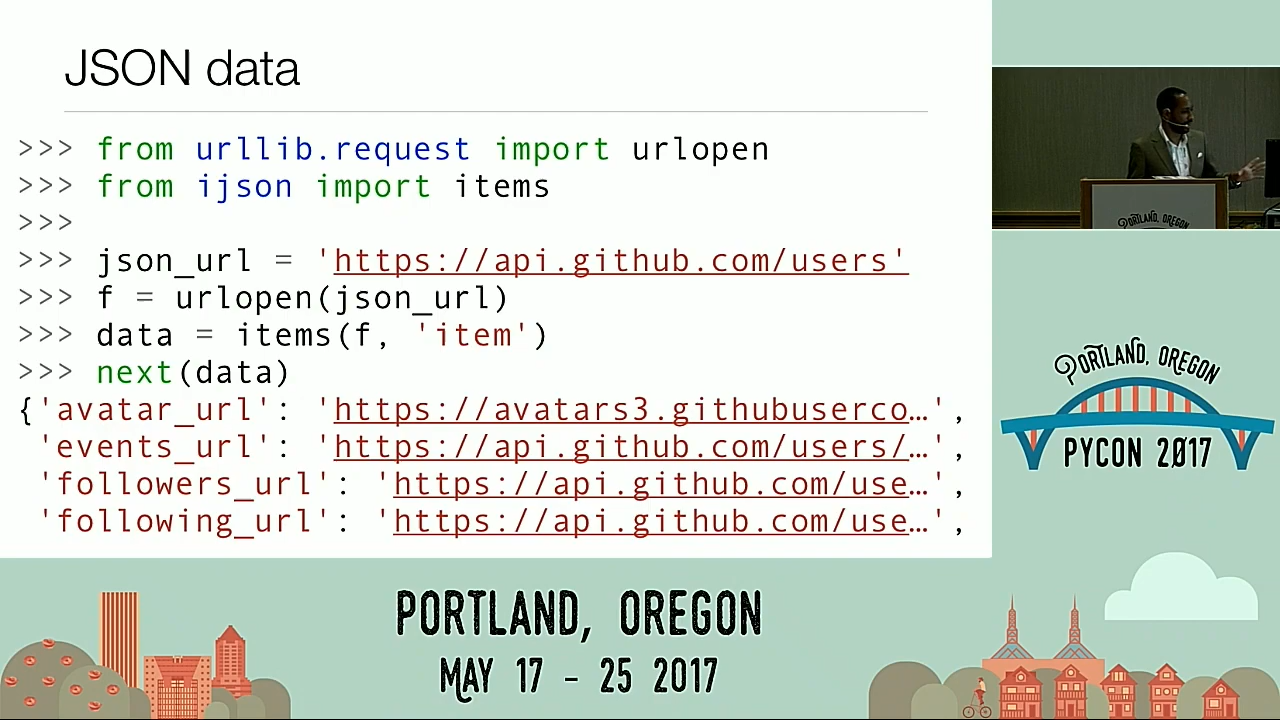 JSON data
>>> from urllib.request import urlopen
>>> from ijson import items
>>>
>>> json_url = 'https://api.github.com/users'
>>> f = urlopen(json_url)
>>> data = items(f, 'item')
>>> next(data)
{'avatar_url': 'https://avatars3.githubuserco…',
'events_url': 'https://api.github.com/users/…',
'followers_url': 'https://api.github.com/use…',
'following_url': 'https://api.github.com/use…',
PORTLAND, OREGON
PORTLAND, OREGON
PYCON 2017
PORTLAND, OREGON
MAY 17 - 25 2017